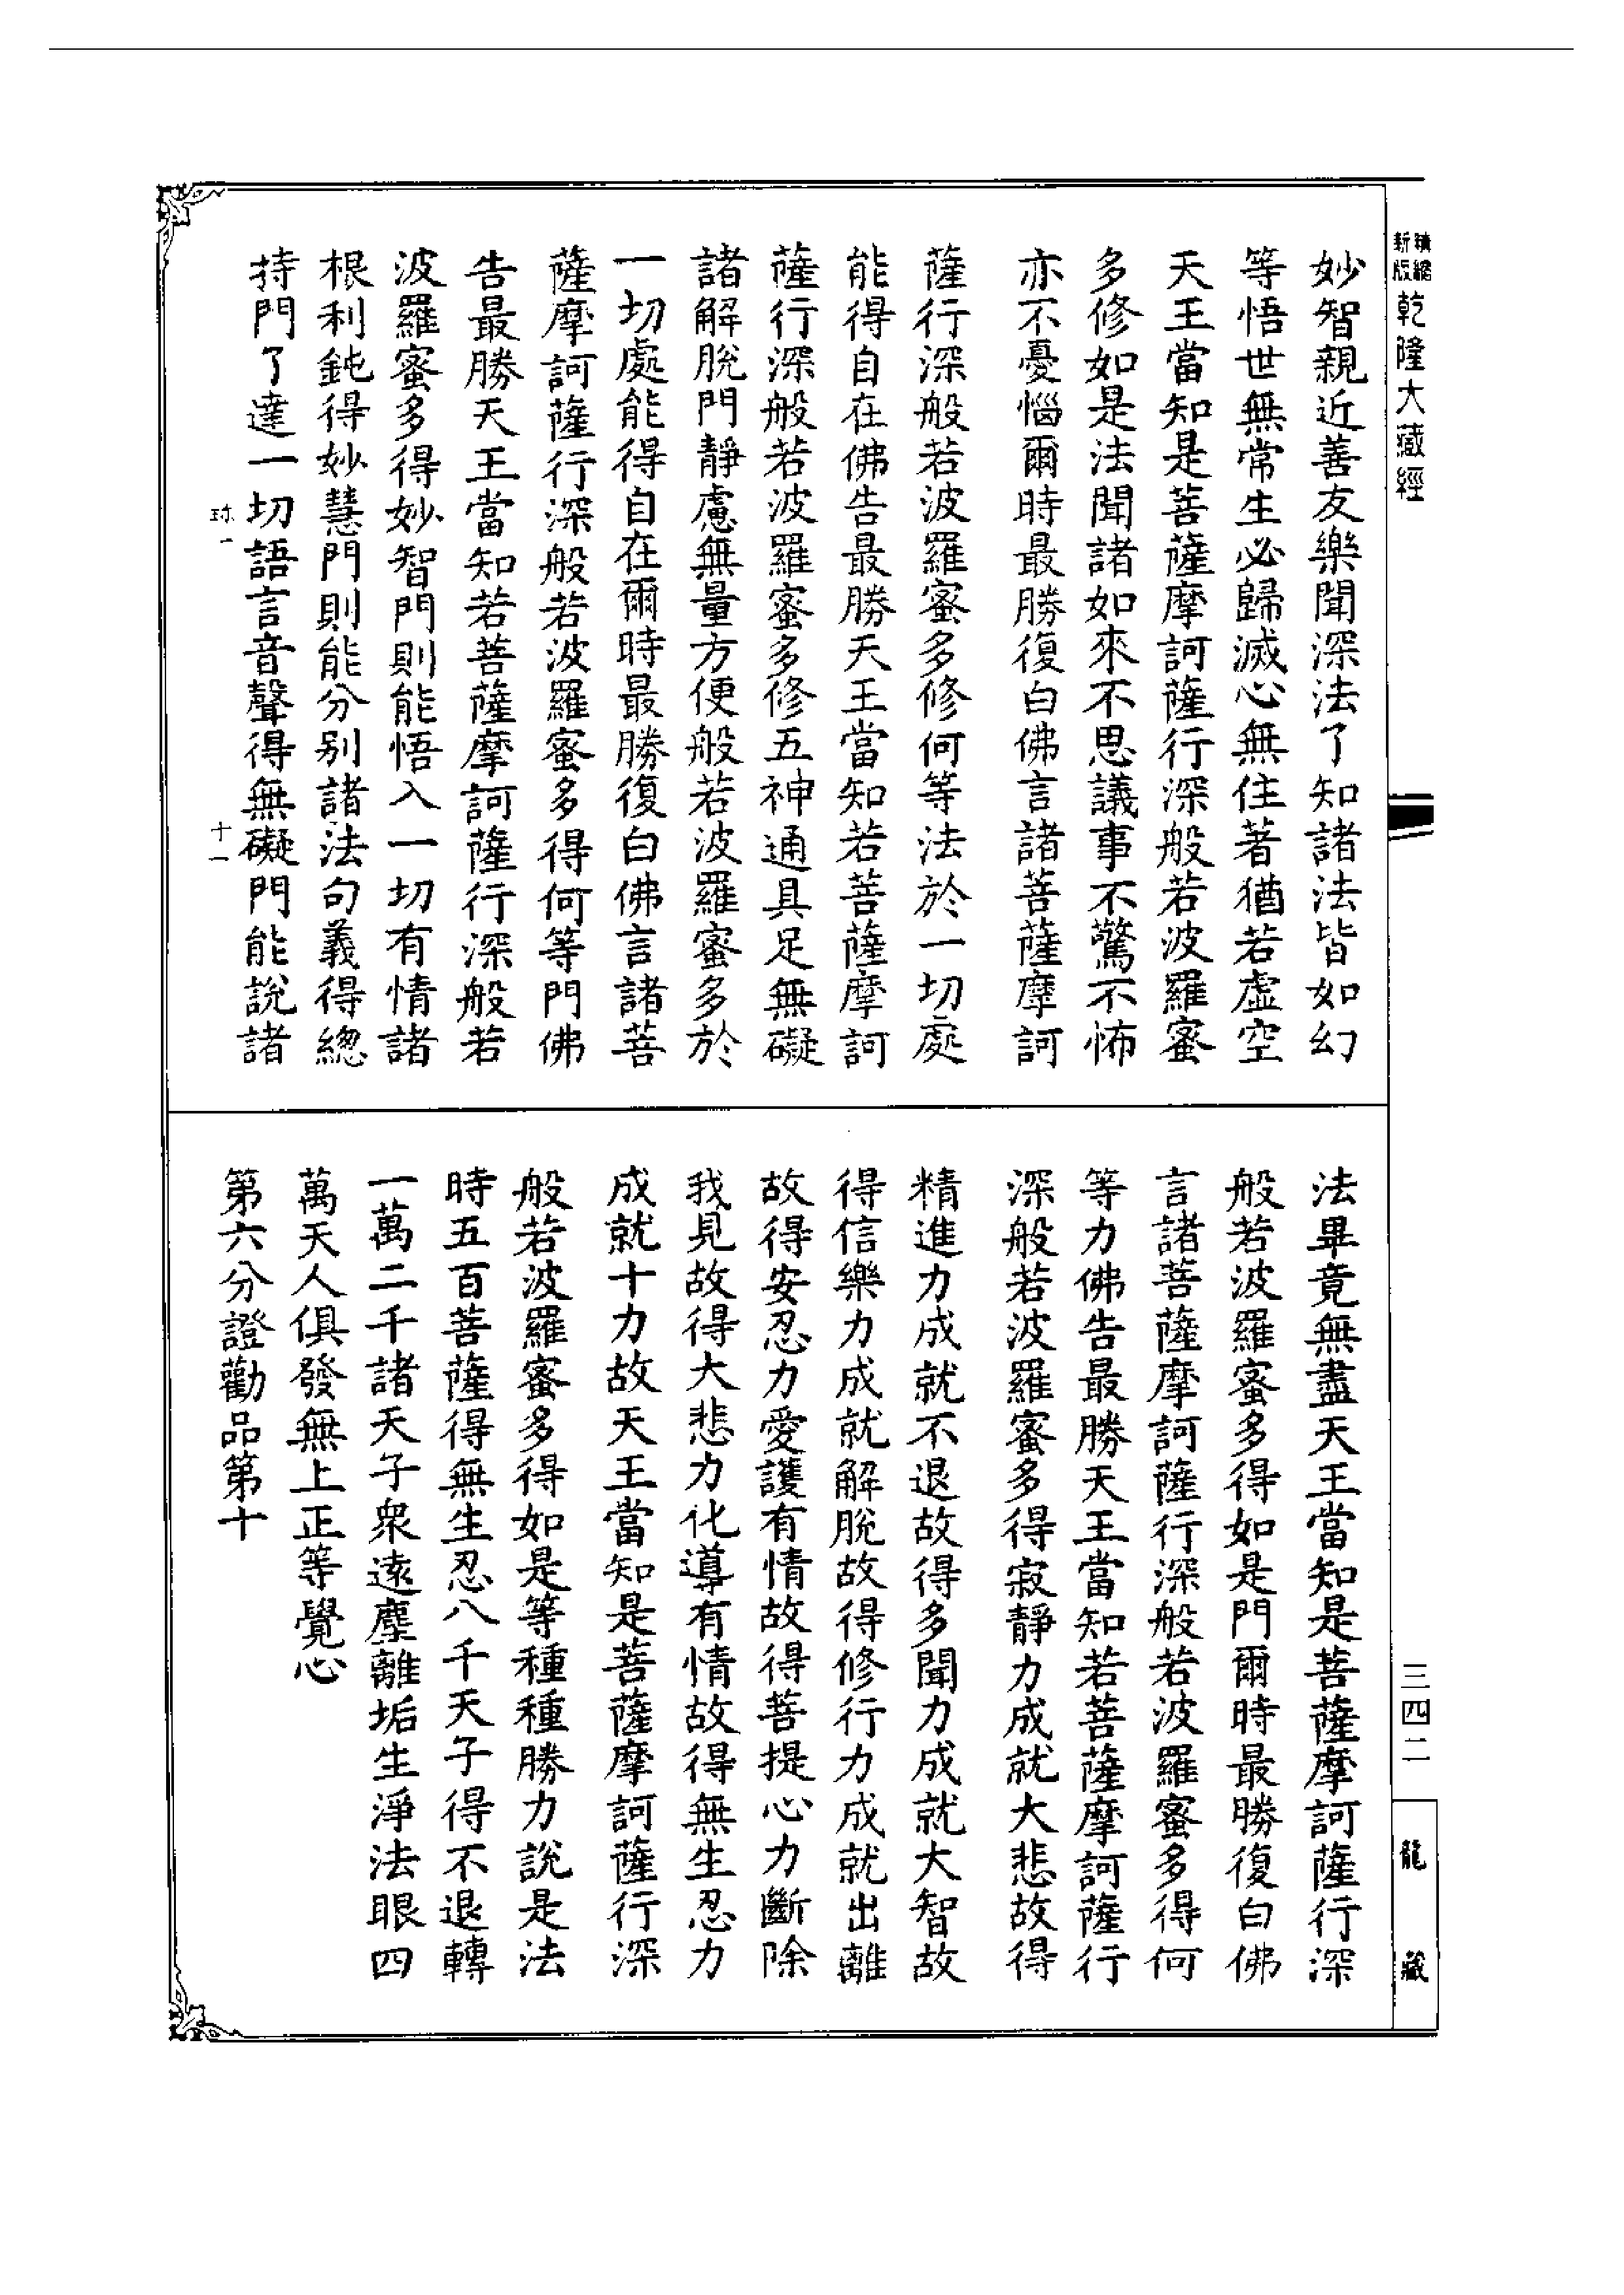 新版精縮乾隆大藏經
妙智親近善友樂聞深法了知諸法皆如幻
等悟世無常生必歸滅心無住著猶若虛空
天王當知是菩薩摩訶薩行深般若波羅蜜
多修如是法聞諸如來不思議事不驚不怖
亦不憂惱爾時最勝復白佛言諸菩薩摩訶
薩行深般若波羅蜜多修何等法於一切處
能得自在佛告最勝天王當知若菩薩摩訶
薩行深般若波羅蜜多修五神通具足無礙
諸解脫門靜慮無量方便般若波羅蜜多於
一切處能得自在爾時最勝復白佛言諸菩
薩摩訶薩行深般若波羅蜜多得何等門佛
告最勝天王當知若菩薩摩訶薩行深般若
波羅蜜多得妙智門則能悟入一切有情諸
根利鈍得妙慧門則能分別諸法句義得總
持門了達一切語言音聲得無礙門能說諸
十一
法畢竟無盡天王當知是菩薩摩訶薩行深
般若波羅蜜多得如是門爾時最勝復白佛
言諸菩薩摩訶薩行深般若波羅蜜多得何
等力佛告最勝天王當知若菩薩摩訶薩行
深般若波羅蜜多得寂靜力成就大悲故得
精進力成就不退故得多聞力成就大智故
得信樂力成就解脫故得修行力成就出離
故得安忍力愛護有情故得菩提心力斷除
我見故得大悲力化導有情故得無生忍力
成就十力故天王當知是菩薩摩訶薩行深
般若波羅蜜多得如是等種種勝力說是法
時五百菩薩得無生忍八千天子得不退轉
一萬二千諸天子眾遠塵離垢生淨法眼四
萬天人俱發無上正等覺心
第六分證勸品第十
三四二
龍藏